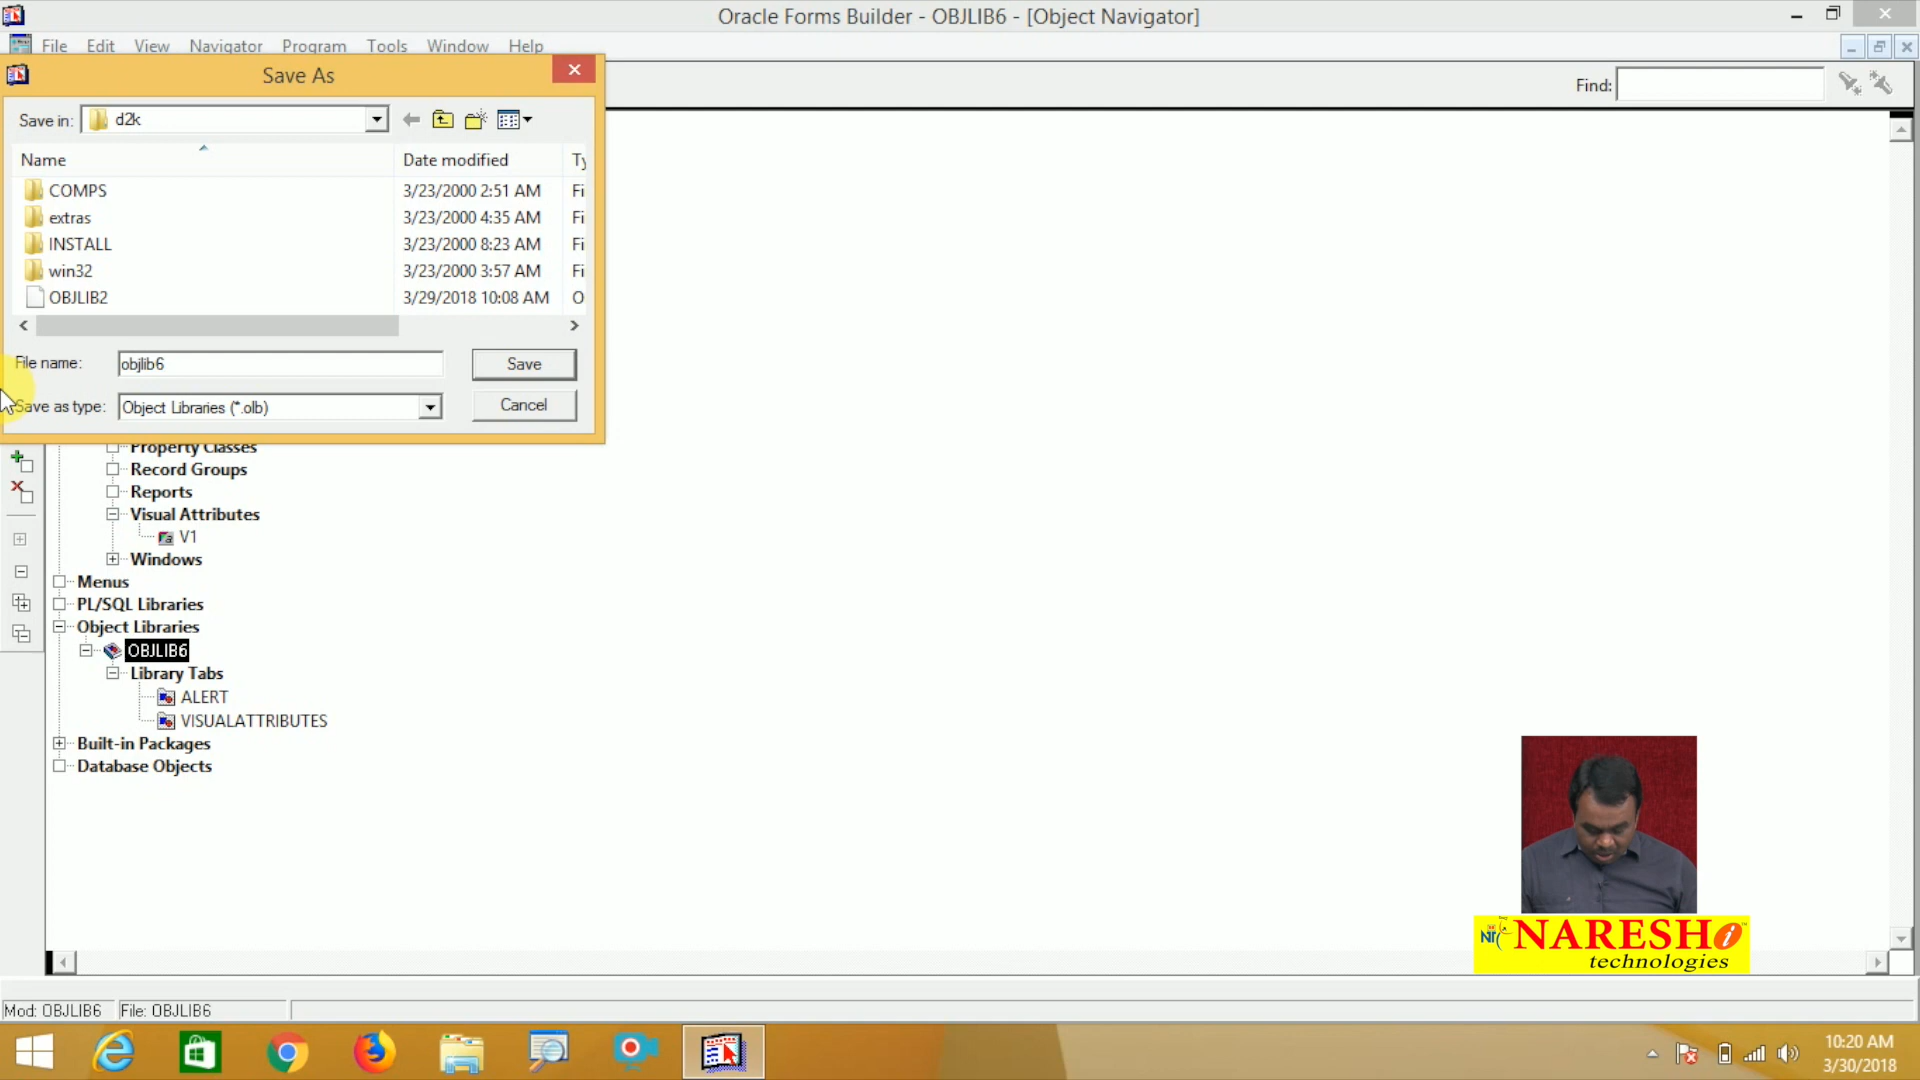 Oracle Forms Builder - OBJLIB6 - [Object Navigator]
File Edit View Navigator Program Tools Window Help
Save As
Find:
Save in: d2k
Name Date modified Ty
COMPS 3/23/2000 2:51 AM Fi
extras 3/23/2000 4:35 AM Fi
INSTALL 3/23/2000 8:23 AM Fi
win32 3/23/2000 3:57 AM Fi
OBJLIB2 3/29/2018 10:08 AM O
File name: objlib6 Save
Save as type: Object Libraries (*.olb) Cancel
Property Classes
Record Groups
Reports
Visual Attributes
V1
Windows
Menus
PL/SQL Libraries
Object Libraries
OBJLIB6
Library Tabs
ALERT
VISUALATTRIBUTES
Built-in Packages
Database Objects
NARESH i
technologies
Mod: OBJLIB6 File: OBJLIB6
10:20 AM
3/30/2018